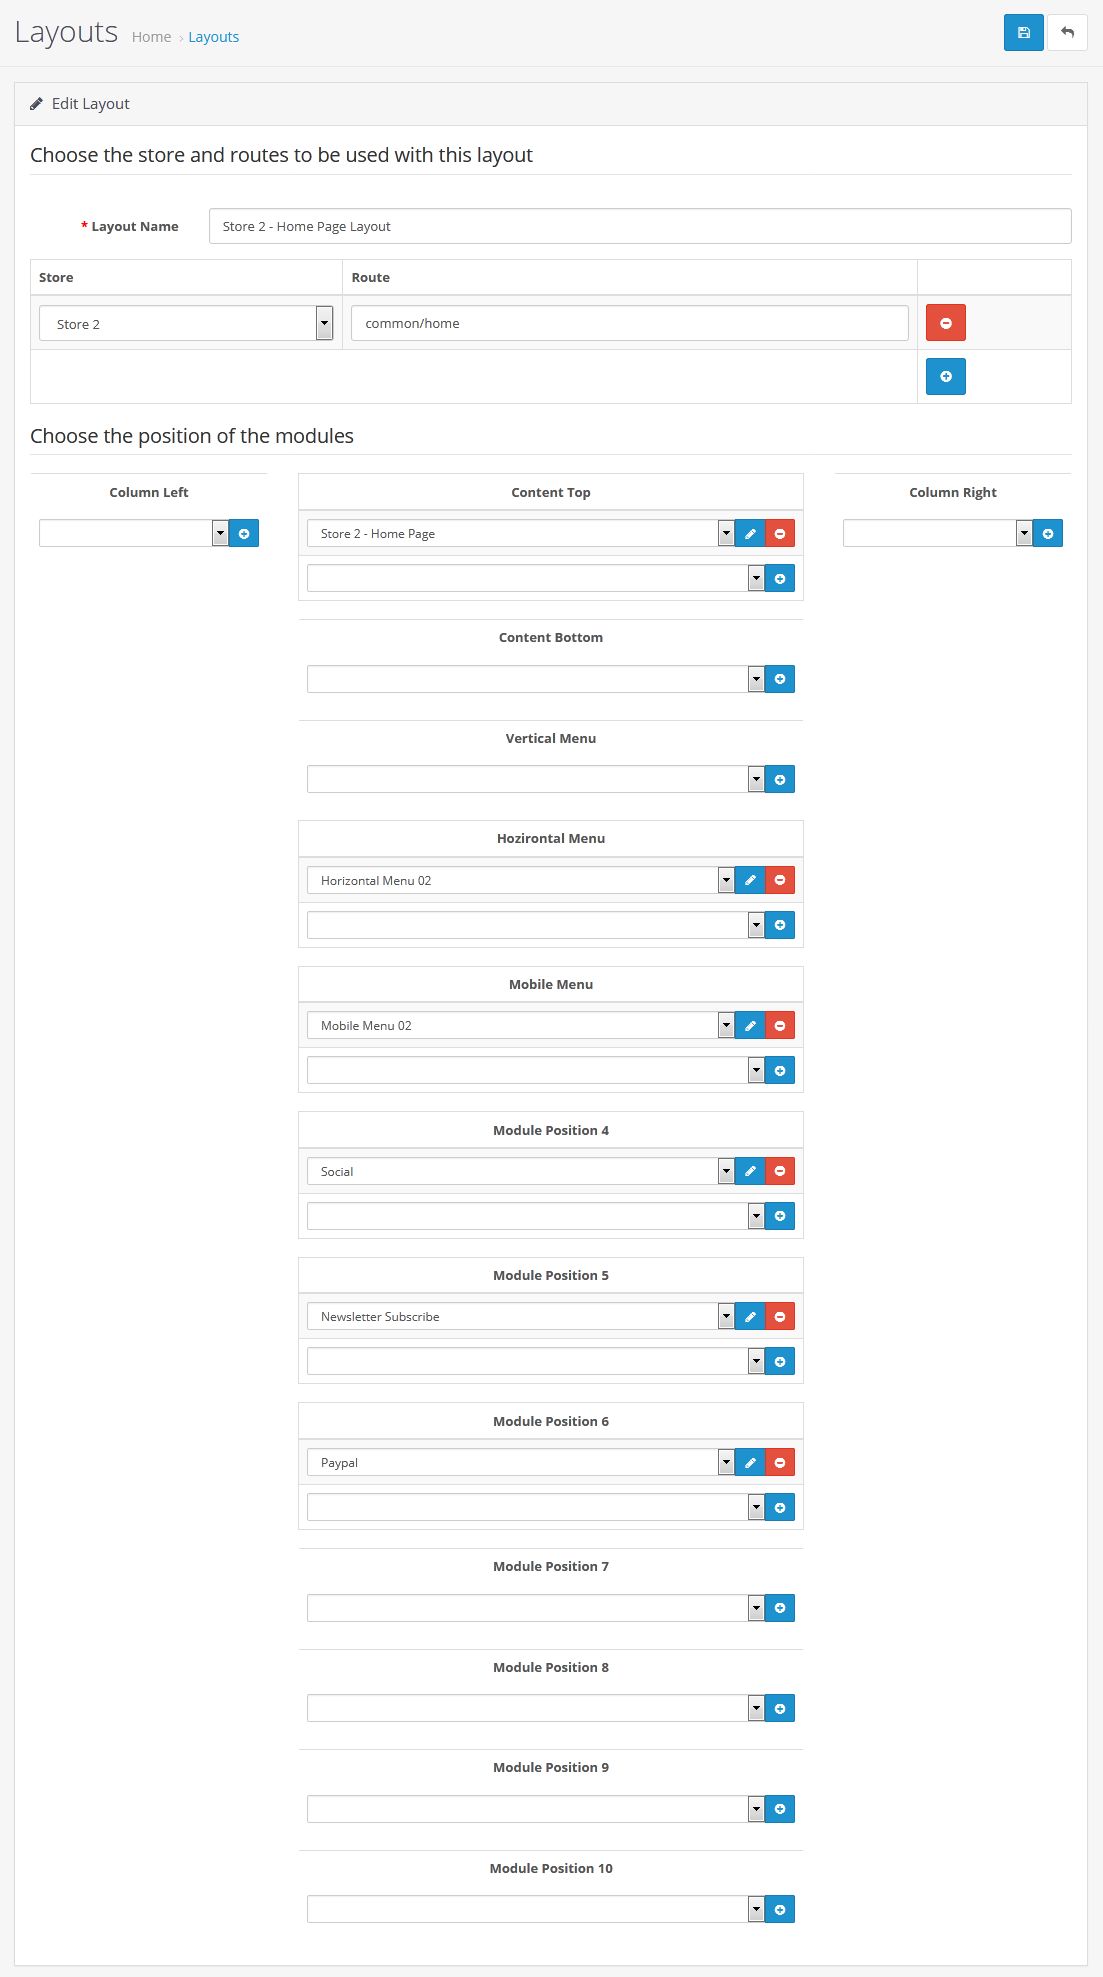 Layouts Home › Layouts
Edit Layout
Choose the store and routes to be used with this layout
* Layout Name Store 2 - Home Page Layout
Store Route
Store 2 common/home
Choose the position of the modules
Column Left Content Top Column Right
Store 2 - Home Page
Content Bottom
Vertical Menu
Hozirontal Menu
Horizontal Menu 02
Mobile Menu
Mobile Menu 02
Module Position 4
Social
Module Position 5
Newsletter Subscribe
Module Position 6
Paypal
Module Position 7
Module Position 8
Module Position 9
Module Position 10